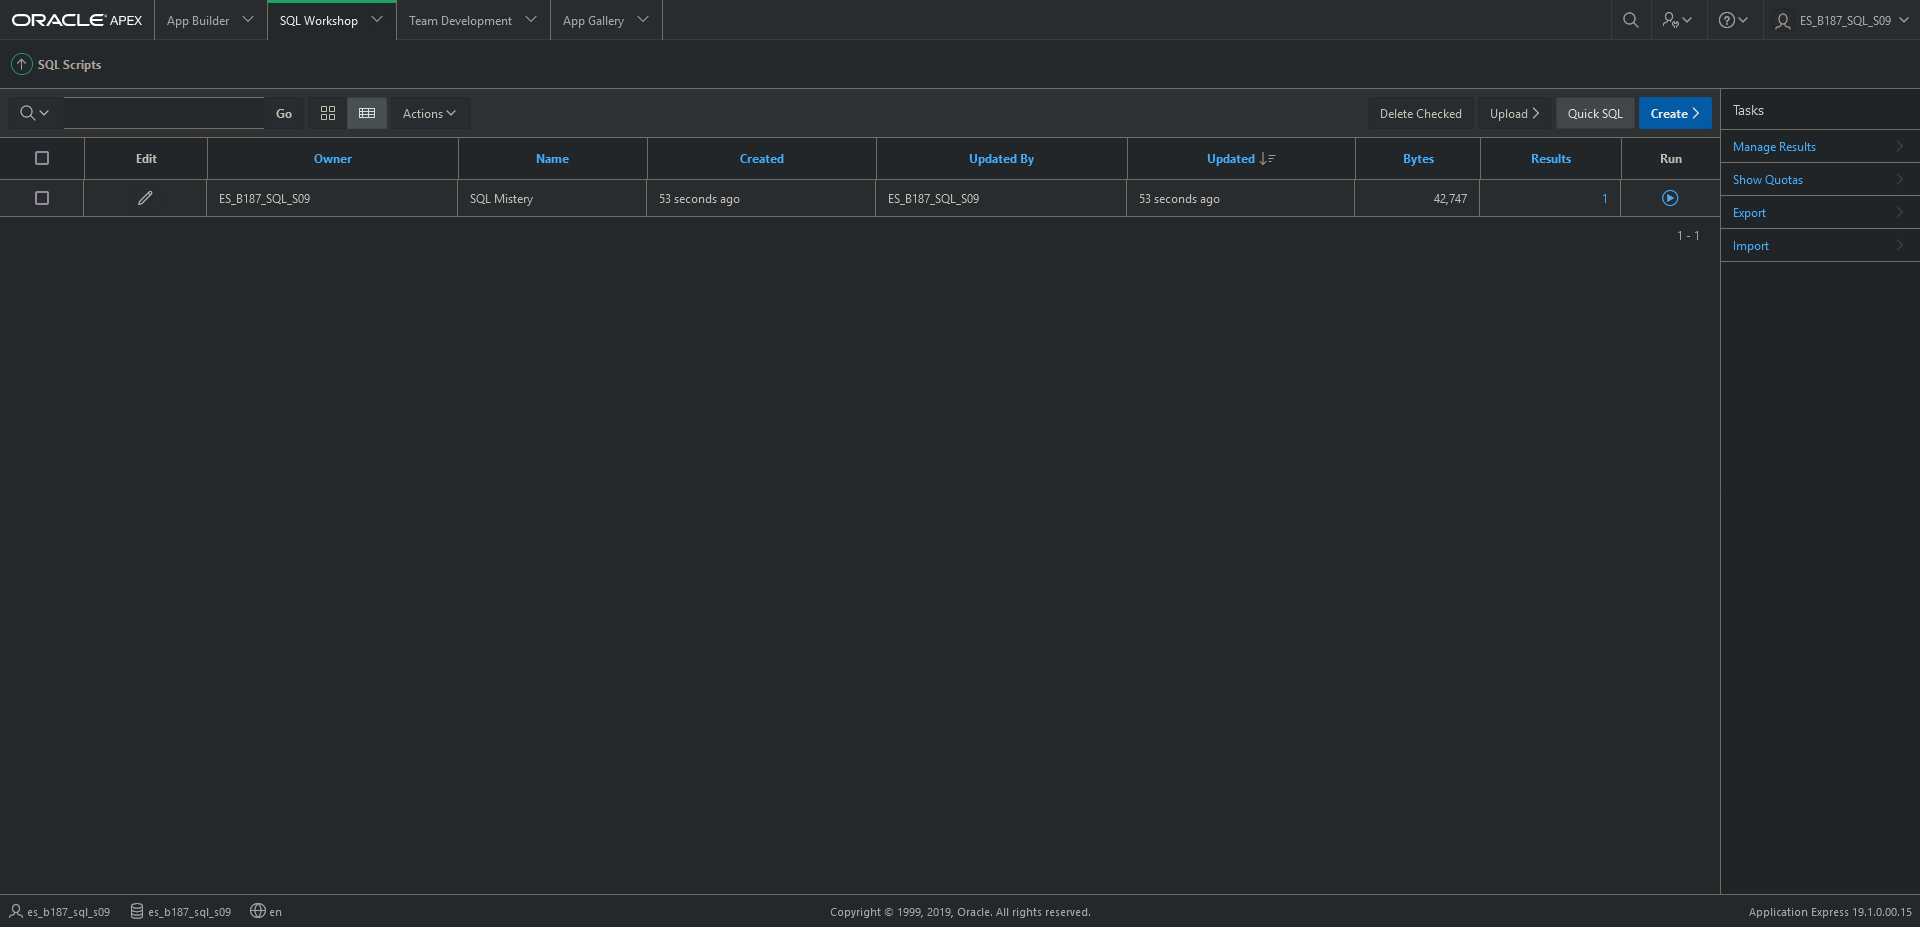 ORACLE APEX App Builder SQL Workshop Team Development App Gallery ES_B187_SQL_S09
SQL Scripts
Go Actions Delete Checked Upload Quick SQL Create
Tasks
Edit Owner Name Created Updated By Updated Bytes Results Run
ES_B187_SQL_S09 SQL Mistery 53 seconds ago ES_B187_SQL_S09 53 seconds ago 42,747 1
1 - 1
Manage Results
Show Quotas
Export
Import
es_b187_sql_s09 es_b187_sql_s09 en Copyright © 1999, 2019, Oracle. All rights reserved. Application Express 19.1.0.00.15